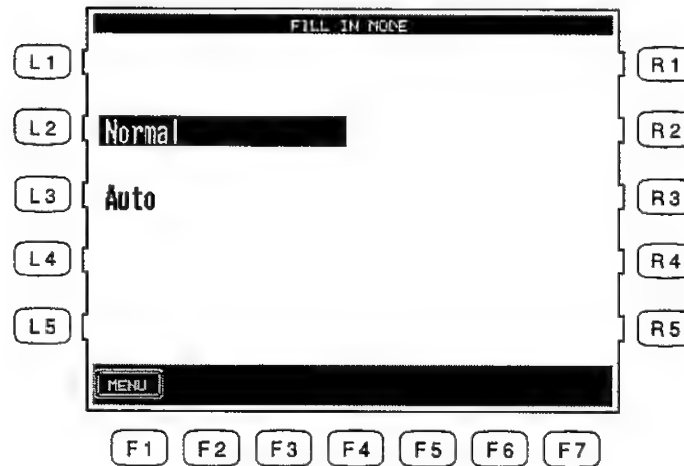 FILL IN MODE
L1 R1
L2 Normal R2
L3 Auto R3
L4 R4
L5 R5
MENU
F1 F2 F3 F4 F5 F6 F7